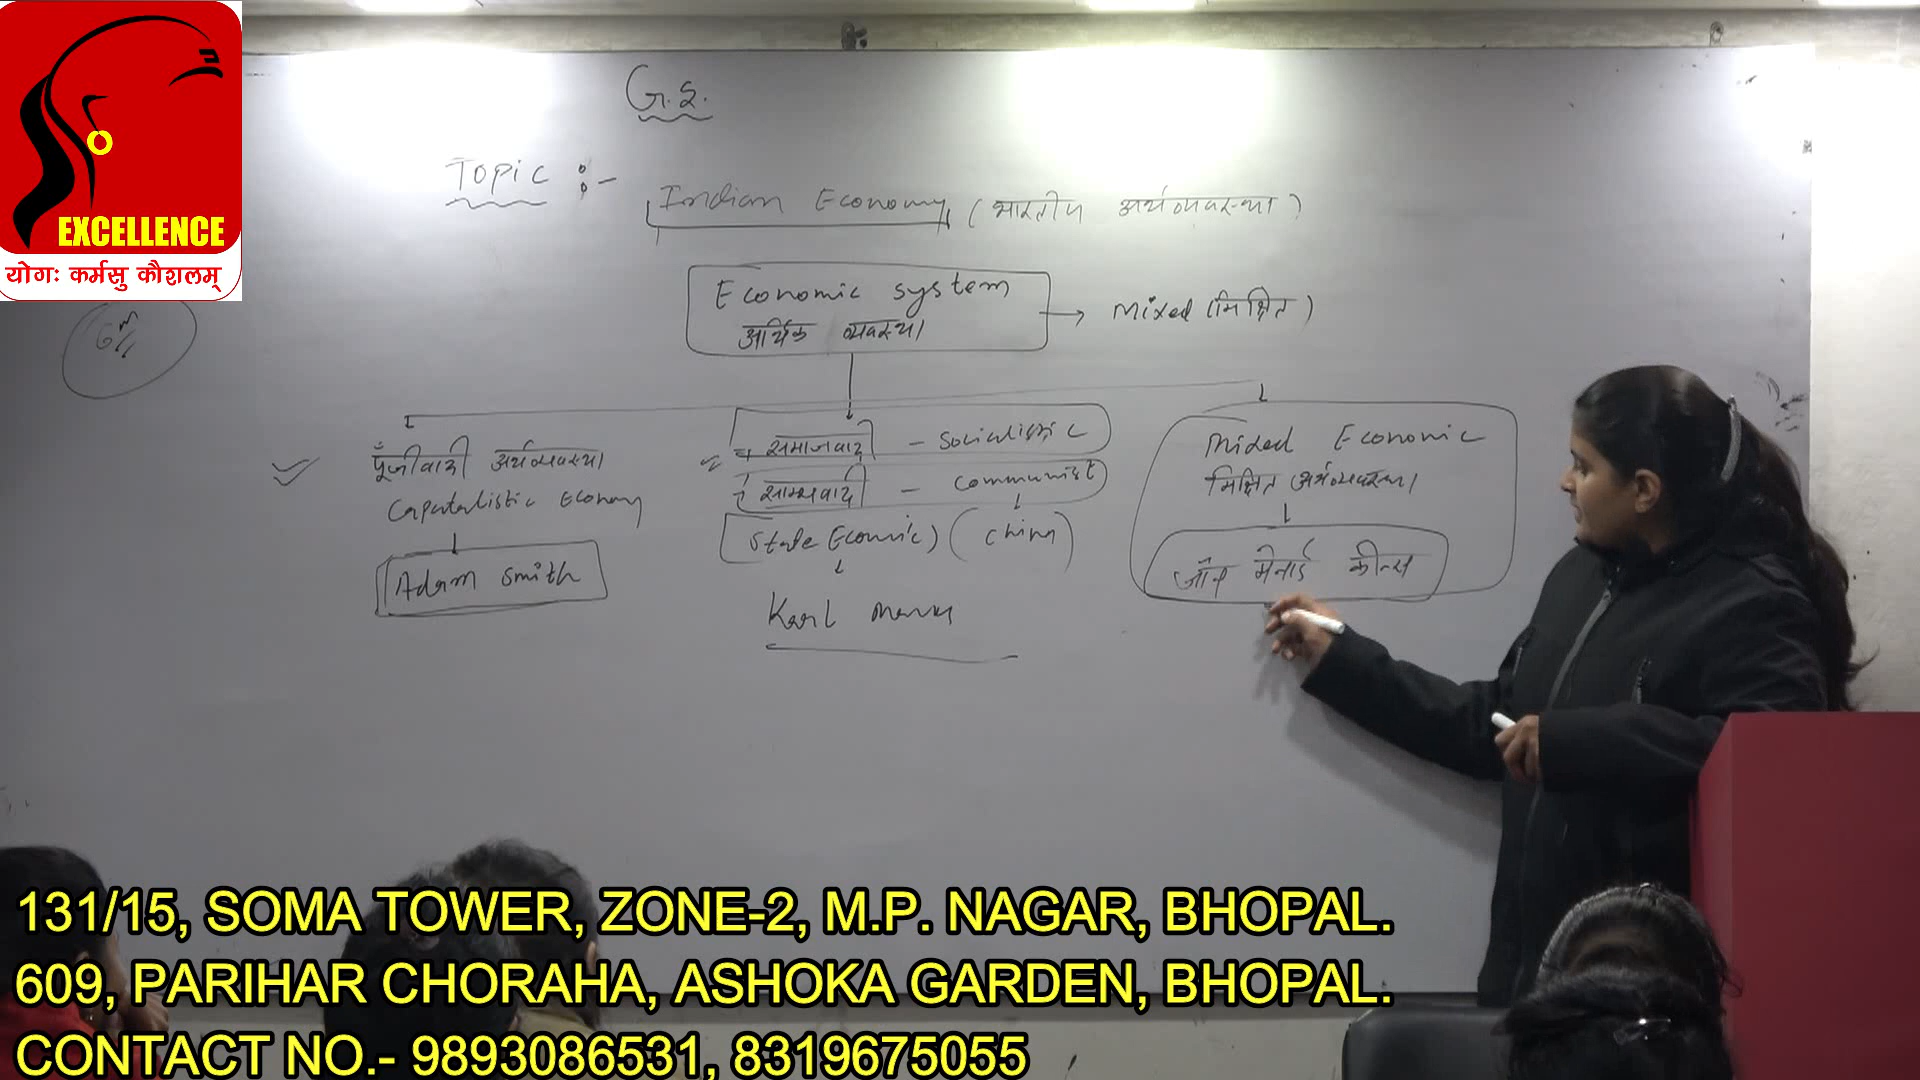 EXCELLENCE
योगः कर्मसु कौशलम्
G.S.
Topic :-
Indian Economy (भारतीय अर्थव्यवस्था)
Economic system
आर्थिक व्यवस्था
→ Mixed (मिक्षित)
पूँजीवादी अर्थव्यवस्था
Capatalistic Economy
Adam Smith
समाजवादी - Socialistic
साम्यवादी - Communist
State Ecomic) (China)
Karl Marx
Mixed Economic
मिक्षित अर्थव्यवस्था
जॉन मेनार्ड कीन्स
131/15, SOMA TOWER, ZONE-2, M.P. NAGAR, BHOPAL.
609, PARIHAR CHORAHA, ASHOKA GARDEN, BHOPAL.
CONTACT NO.- 9893086531, 8319675055